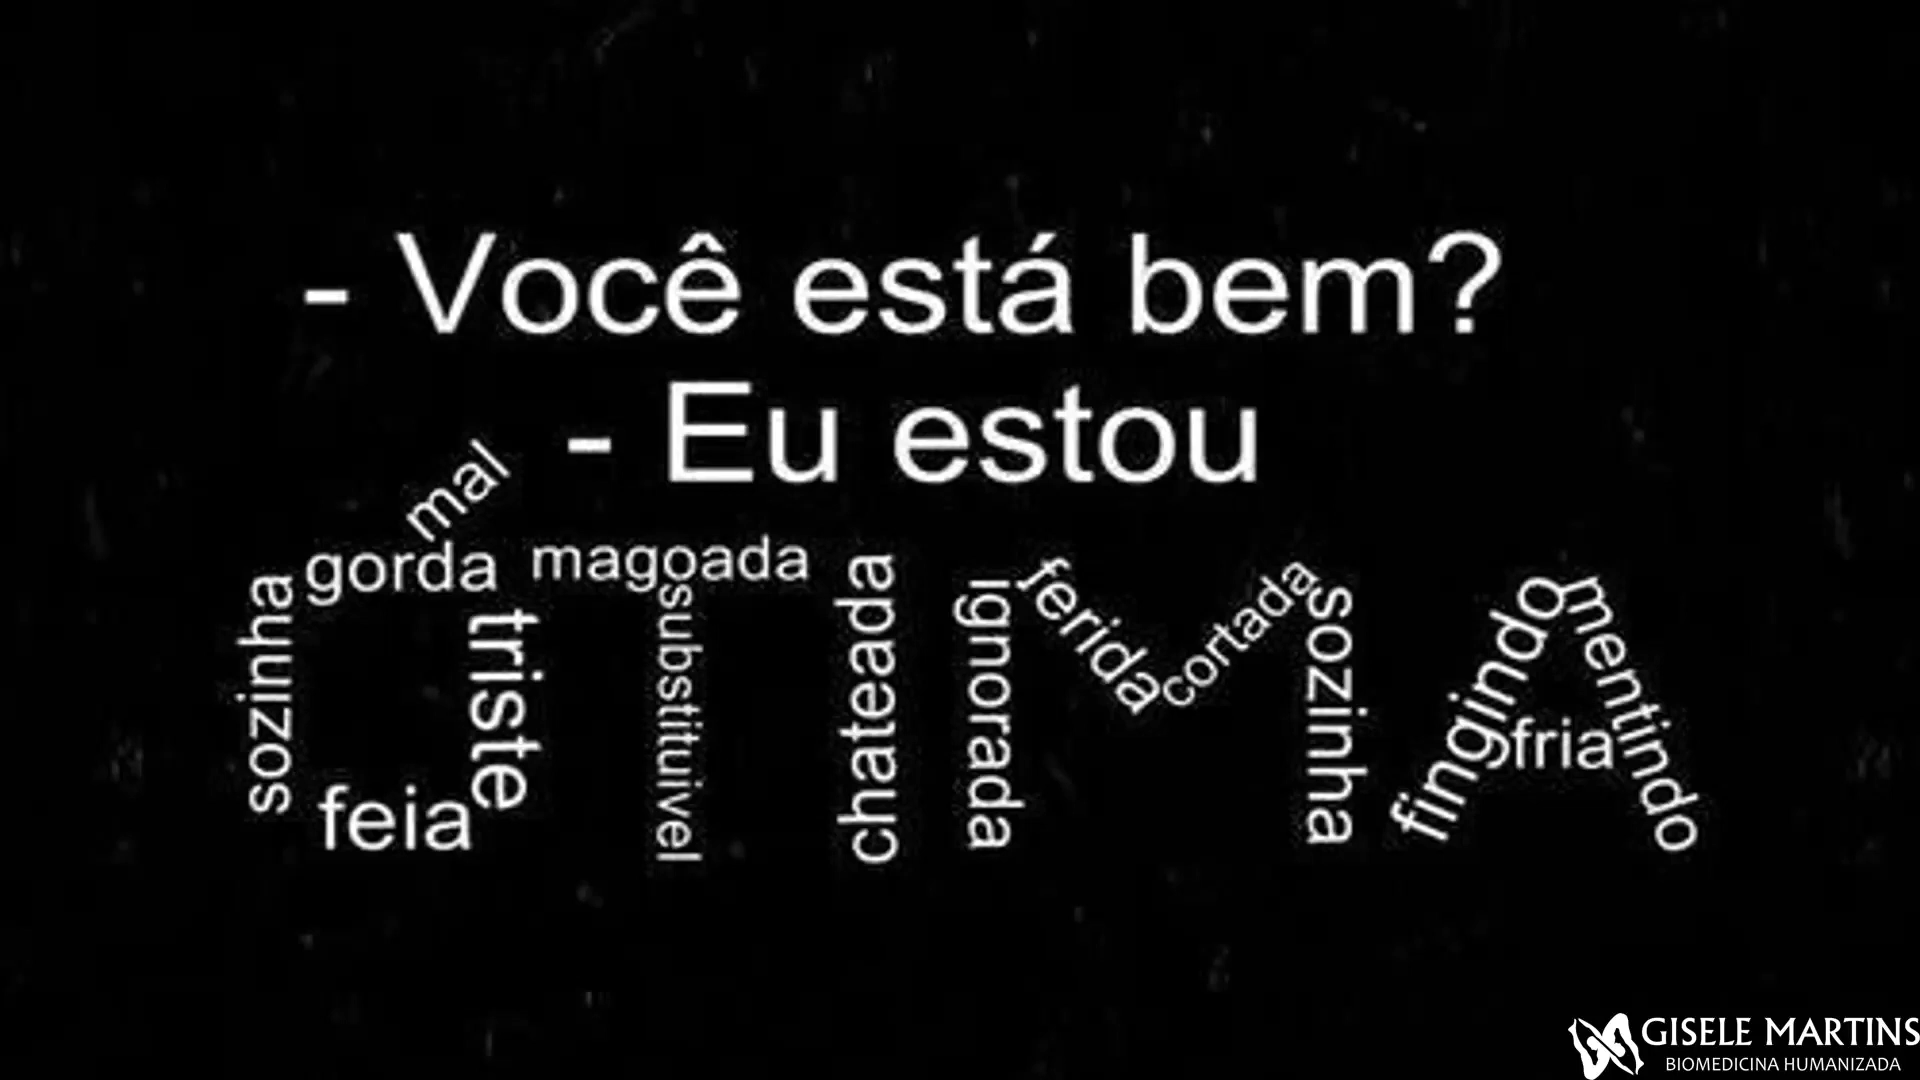 - Você está bem?
- Eu estou
mal
gorda
sozinha
triste
feia
magoada
substituivel
chateada
ignorada
ferida
cortada
sozinha
fingindo
fria
mentindo
GISELE MARTINS
BIOMEDICINA HUMANIZADA